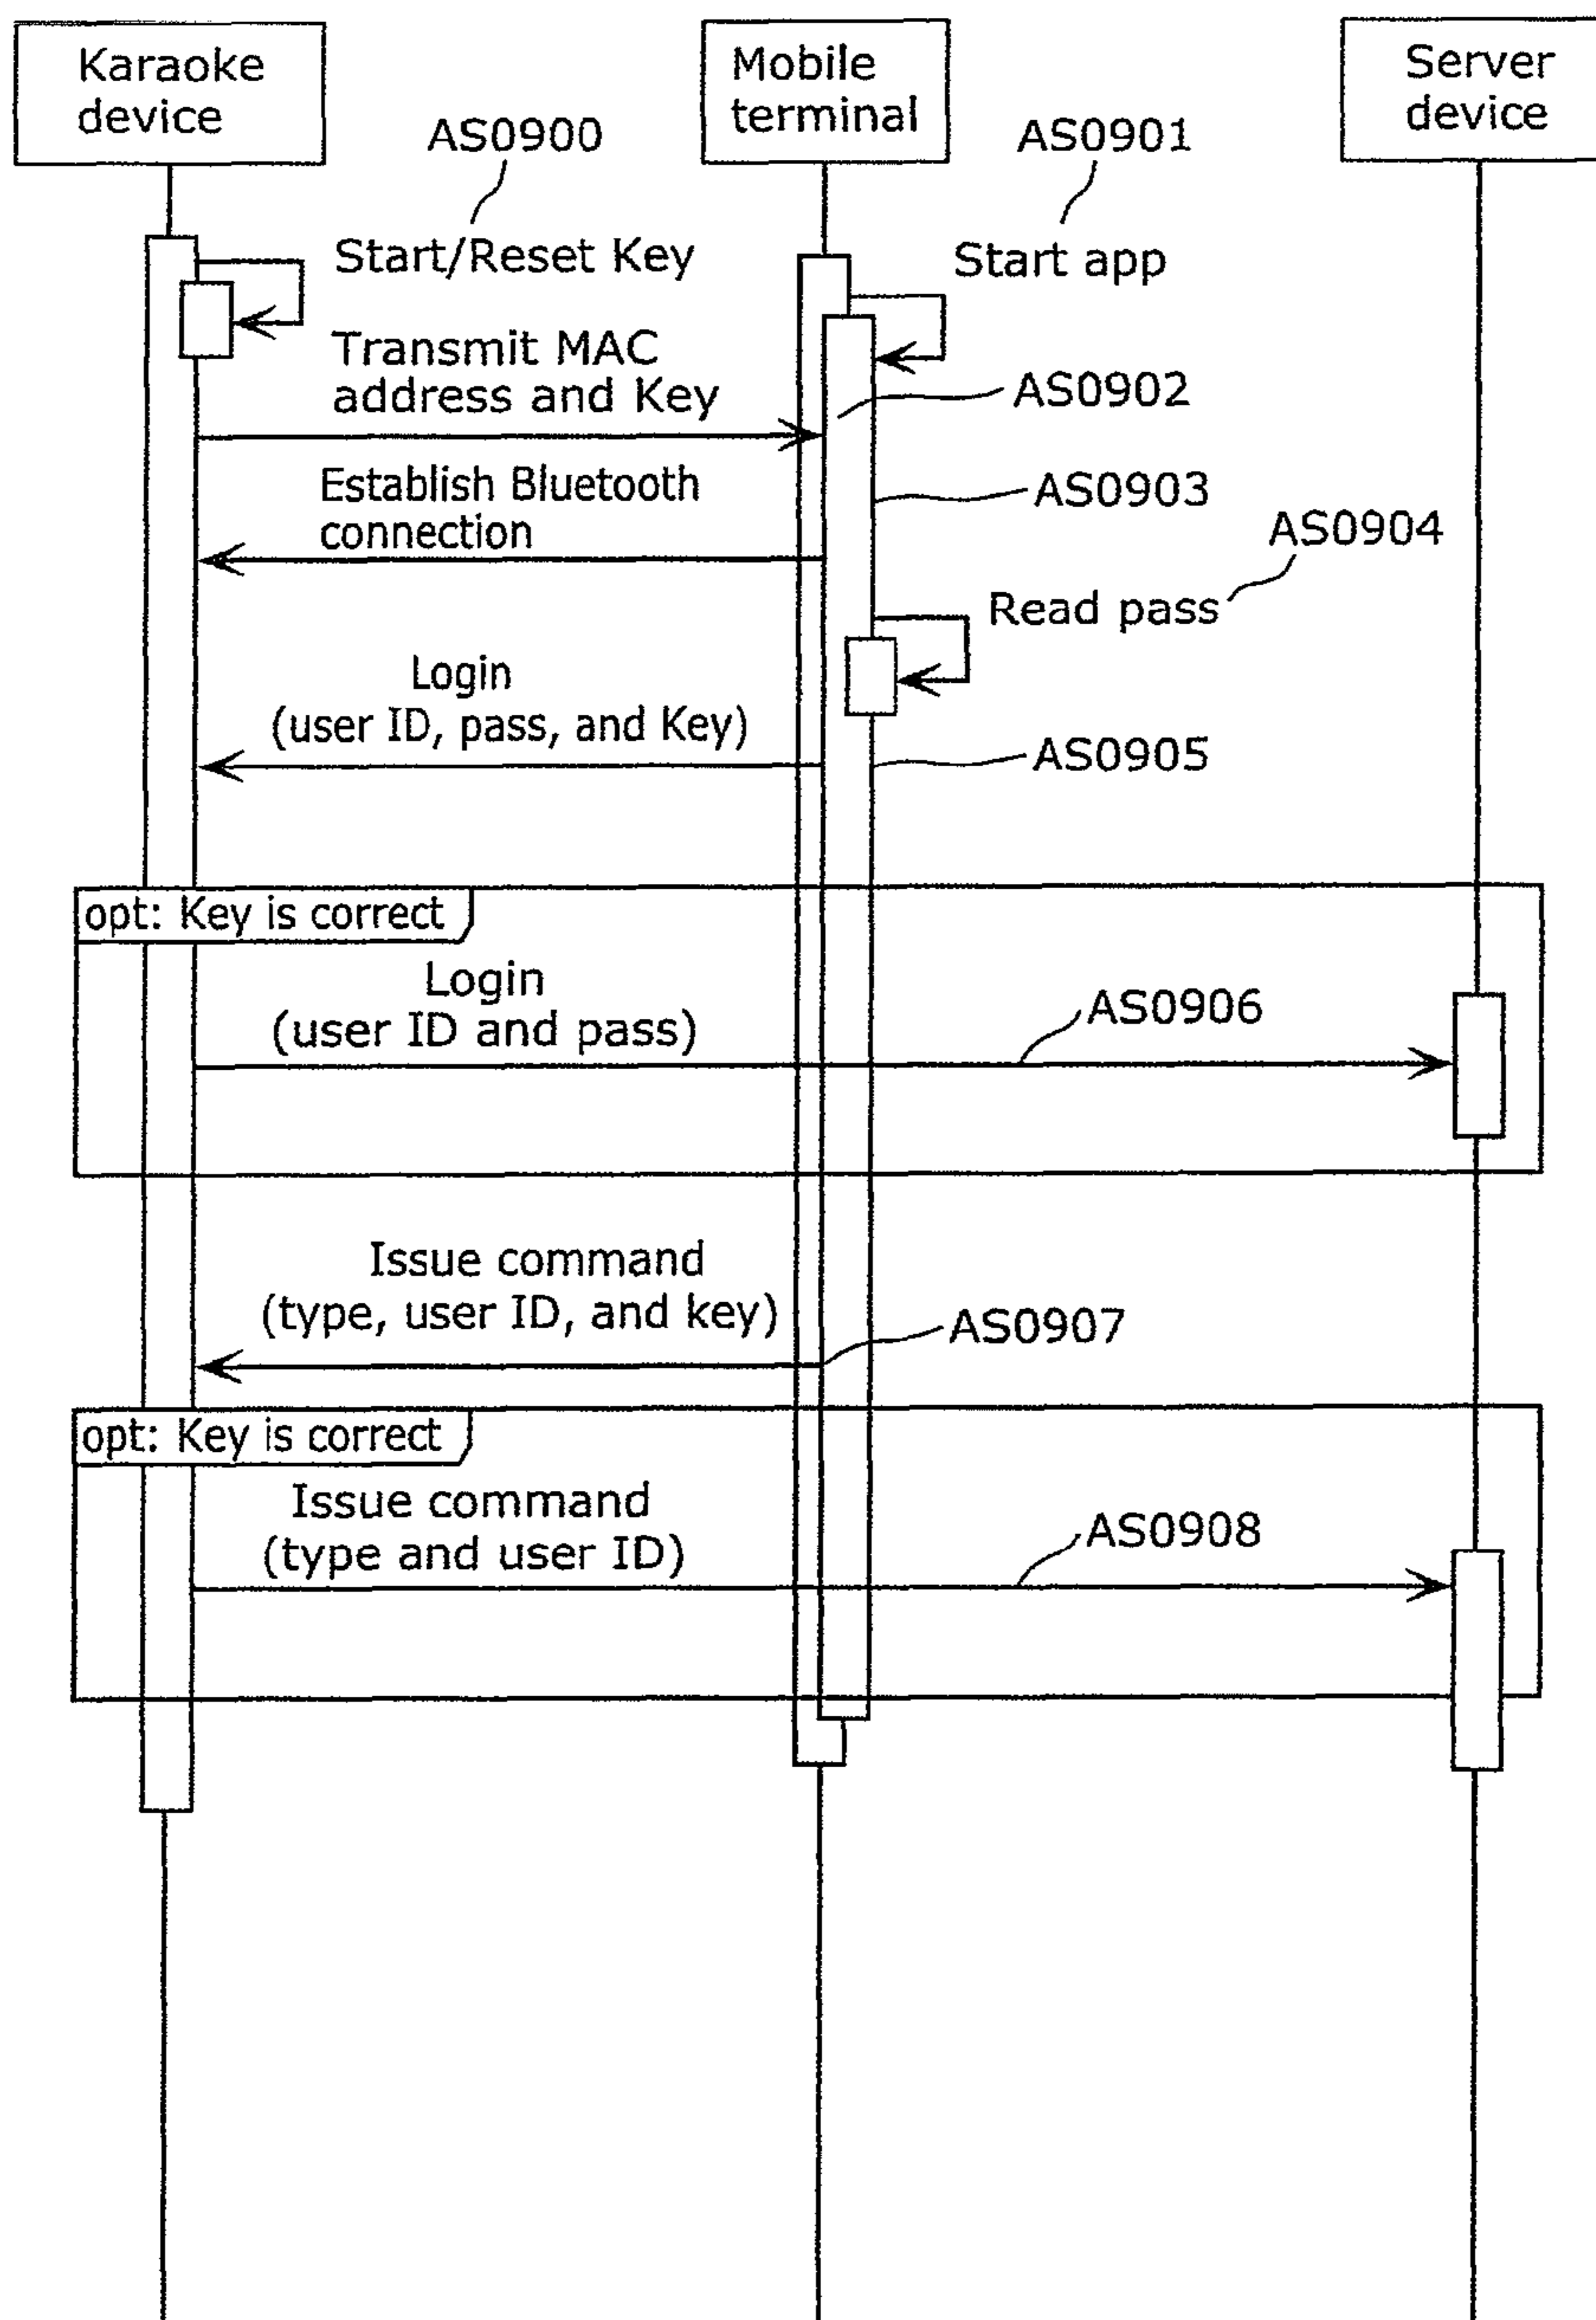 Karaoke
device
Mobile
terminal
Server
device
AS0900
AS0901
Start/Reset Key
Start app
Transmit MAC
address and Key
AS0902
Establish Bluetooth
connection
AS0903
AS0904
Read pass
Login
(user ID, pass, and Key)
AS0905
opt: Key is correct
Login
(user ID and pass)
AS0906
Issue command
(type, user ID, and key)
AS0907
opt: Key is correct
Issue command
(type and user ID)
AS0908